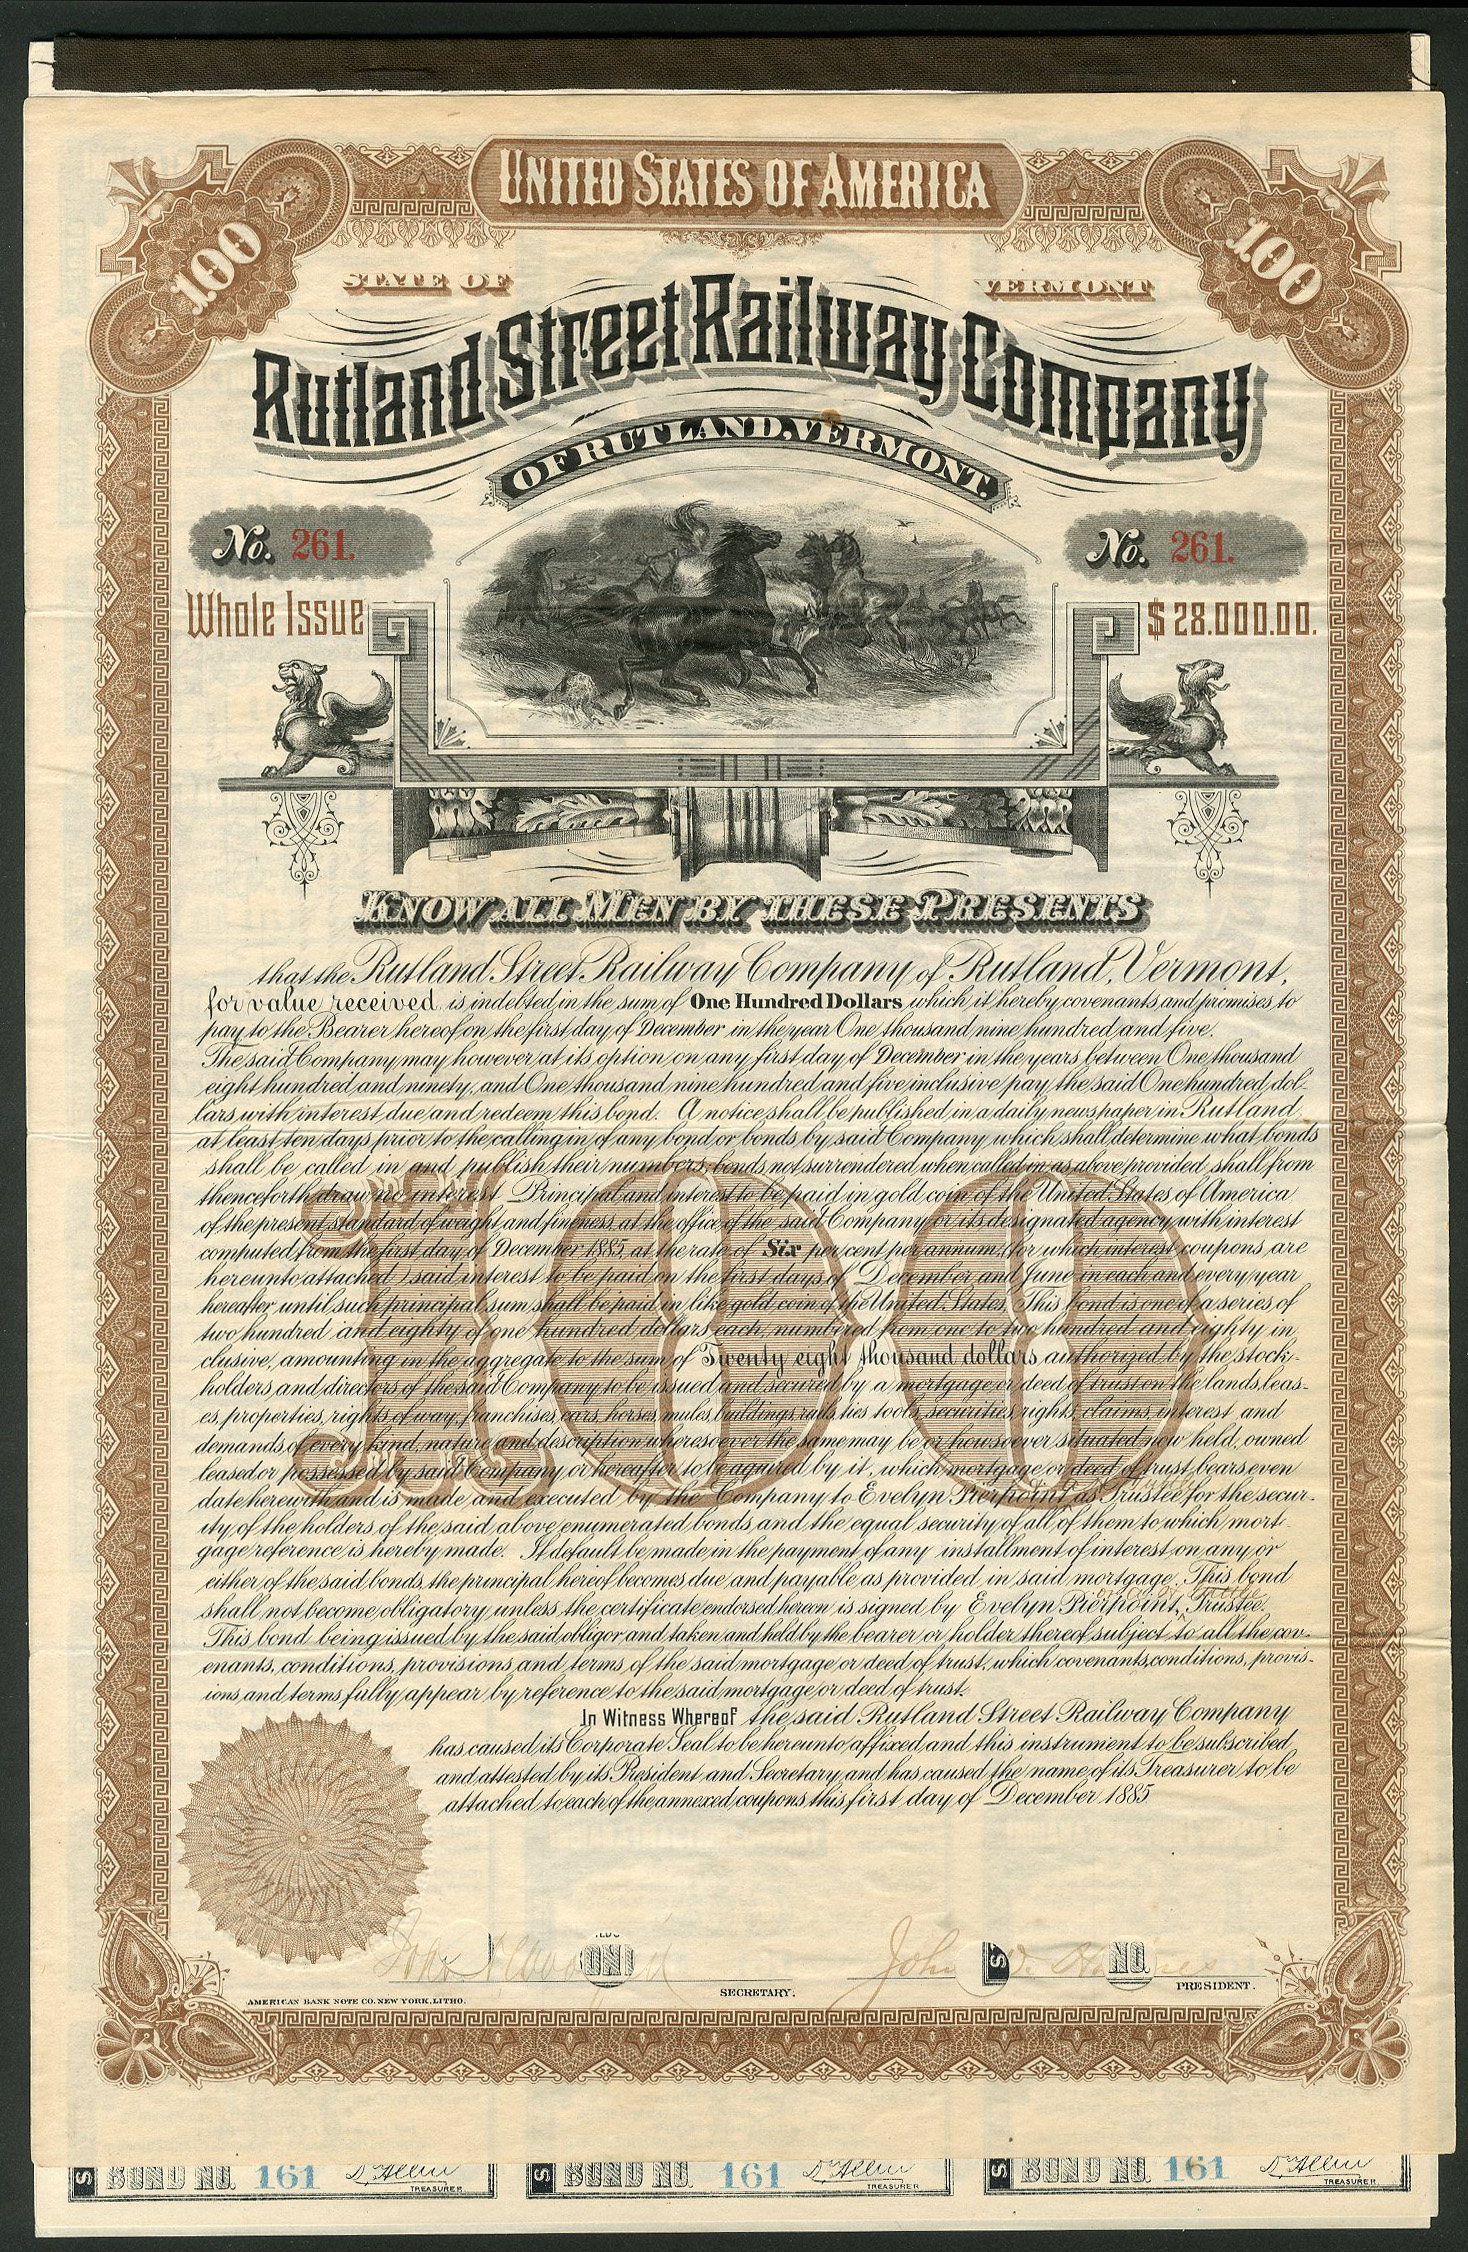 UNITED STATES OF AMERICA
100
100
STATE OF VERMONT
Rutland Street Railway Company
OF RUTLAND, VERMONT.
No. 261.
No. 261.
Whole Issue
$28.000.00.
KNOW ALL MEN BY THESE PRESENTS
that the Rutland Street Railway Company of Rutland, Vermont,
for value received is indebted in the sum of One Hundred Dollars which it hereby covenants and promises to
pay to the Bearer hereof on the first day of December in the year One thousand nine hundred and five.
The said Company may however at its option on any first day of December in the years between One thousand
eight hundred and ninety, and One thousand nine hundred and five inclusive pay the said One hundred dol-
lars with interest due and redeem this bond. A notice shall be published in a daily newspaper in Rutland
at least ten days prior to the calling in of any bond or bonds by said Company which shall determine what bonds
shall be called in and publish their numbers; bonds not surrendered when called in as above provided shall from
thenceforth draw no interest Principal and interest to be paid in gold coin of the United States of America
of the present standard of weight and fineness at the office of the said Company or its designated agency with interest
computed from the first day of December 1885 at the rate of Six per cent per annum, (for which interest coupons are
hereunto attached) said interest to be paid on the first days of December and June in each and every year
hereafter until such principal sum shall be paid in like gold coin of the United States. This bond is one of a series of
two hundred and eighty of one hundred dollars each, numbered from one to two hundred and eighty in
clusive, amounting in the aggregate to the sum of Twenty eight thousand dollars authorized by the stock-
holders and directors of the said Company to be issued and secured by a mortgage or deed of trust on the lands, leas-
es, properties, rights of way, franchises, cars, horses, mules, buildings, rails, ties tools, securities rights, claims, interest and
demands of every kind, nature and description wheresoever the same may be or howsoever situated now held, owned
leased or possessed by said Company or hereafter to be aquired by it, which mortgage or deed of trust bears even
date herewith and is made and executed by the Company to Evelyn Pierpoint as Trustee for the secur-
ity of the holders of the said above enumerated bonds and the equal security of all of them to which mort-
gage reference is hereby made. If default be made in the payment of any installment of interest on any or
either of the said bonds, the principal hereof becomes due and payable as provided in said mortgage. This bond
shall not become obligatory unless the certificate endorsed hereon is signed by Evelyn Pierpoint, Trustee.
This bond being issued by the said obligor and taken and held by the bearer or holder thereof subject to all the cov-
enants, conditions, provisions and terms of the said mortgage or deed of trust, which covenants, conditions, provis-
ions and terms fully appear by reference to the said mortgage or deed of trust.
In Witness Whereof the said Rutland Street Railway Company
has caused its Corporate Seal to be hereunto affixed and this instrument to be subscribed
and attested by its President and Secretary and has caused the name of its Treasurer to be
attached to each of the annexed coupons this first day of December 1885
John
SECRETARY.
John
NO.
PRESIDENT.
AMERICAN BANK NOTE CO. NEW YORK, LITHO.
BOND NO. 161
TREASURER
BOND NO. 161
TREASURER
BOND NO. 161
TREASURER